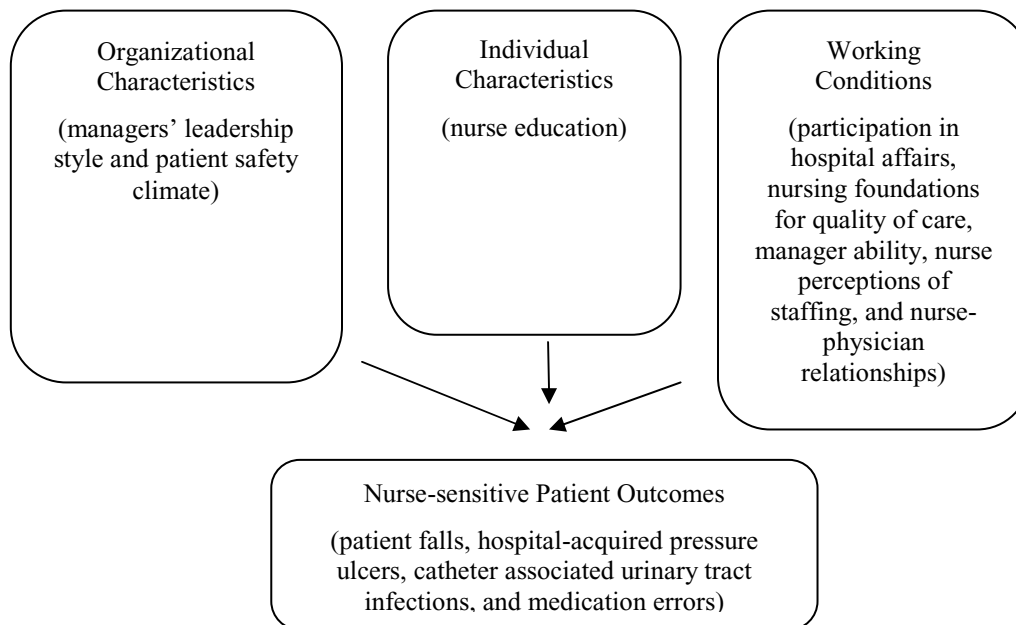 Organizational
Characteristics
(managers’ leadership
style and patient safety
climate)
Individual
Characteristics
(nurse education)
Working
Conditions
(participation in
hospital affairs,
nursing foundations
for quality of care,
manager ability, nurse
perceptions of
staffing, and nurse-
physician
relationships)
Nurse-sensitive Patient Outcomes
(patient falls, hospital-acquired pressure
ulcers, catheter associated urinary tract
infections, and medication errors)